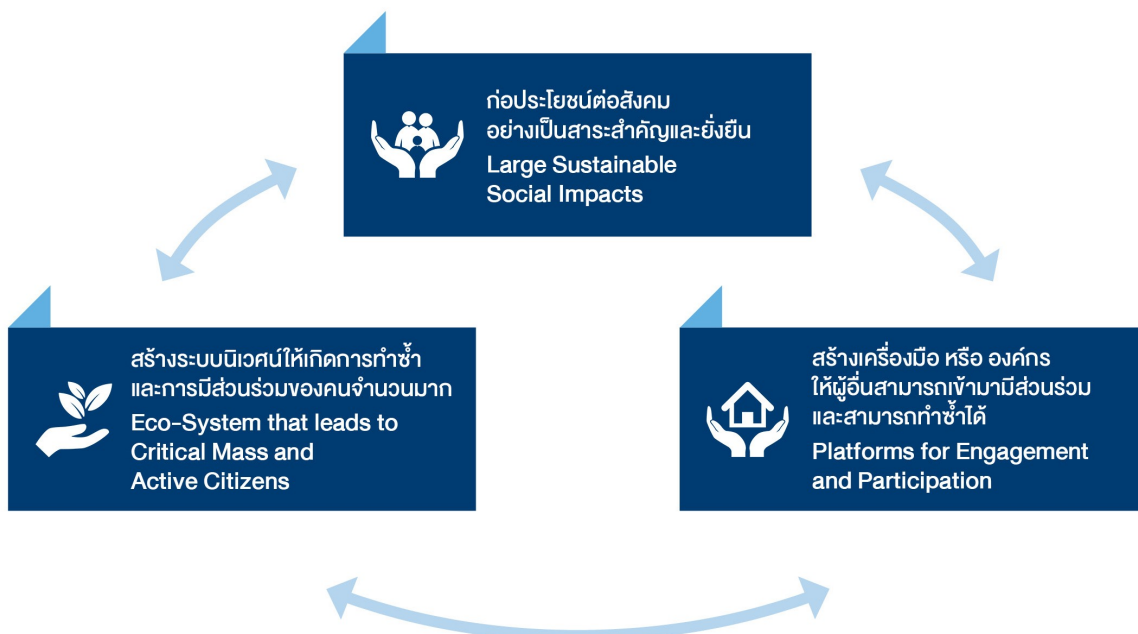 ก่อประโยชน์ต่อสังคม
อย่างเป็นสาระสำคัญและยั่งยืน
Large Sustainable
Social Impacts
สร้างระบบนิเวศน์ให้เกิดการทำซ้ำ
และการมีส่วนร่วมของคนจำนวนมาก
Eco-System that leads to
Critical Mass and
Active Citizens
สร้างเครื่องมือ หรือ องค์กร
ให้ผู้อื่นสามารถเข้ามามีส่วนร่วม
และสามารถทำซ้ำได้
Platforms for Engagement
and Participation